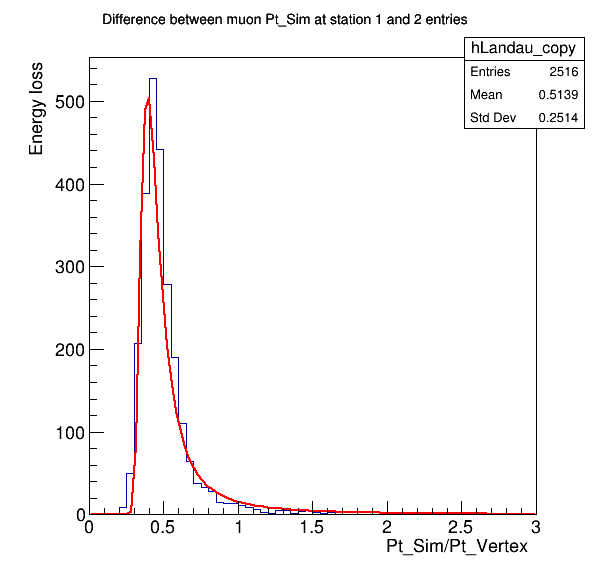 Difference between muon Pt_Sim at station 1 and 2 entries
hLandau_copy
Entries 2516
Mean 0.5139
Std Dev 0.2514
Energy loss
500
400
300
200
100
0
0 0.5 1 1.5 2 2.5 3
Pt_Sim/Pt_Vertex